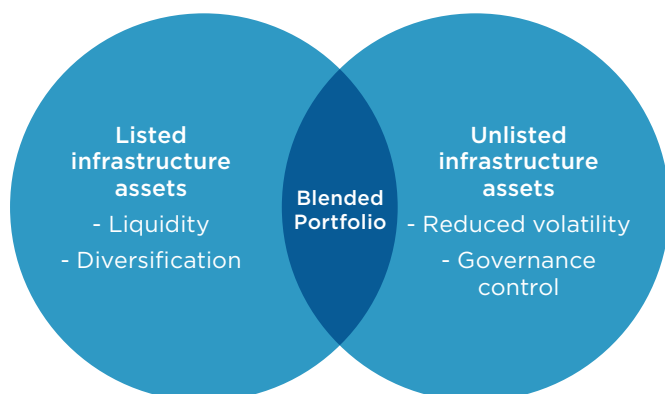 Listed
infrastructure
assets
- Liquidity
- Diversification
Blended
Portfolio
Unlisted
infrastructure
assets
- Reduced volatility
- Governance
control